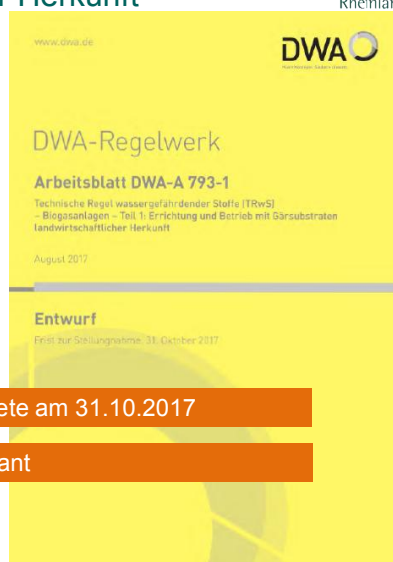 r Herkunft
Rheinlan
www.dwa.de
DWA
DWA-Regelwerk
Arbeitsblatt DWA-A 793-1
Technische Regel wassergefährdender Stoffe (TRwS)
– Biogasanlagen – Teil 1: Errichtung und Betrieb mit Gärsubstraten
landwirtschaftlicher Herkunft
August 2017
Entwurf
Frist zur Stellungnahme: 31. Oktober 2017
ete am 31.10.2017
ant